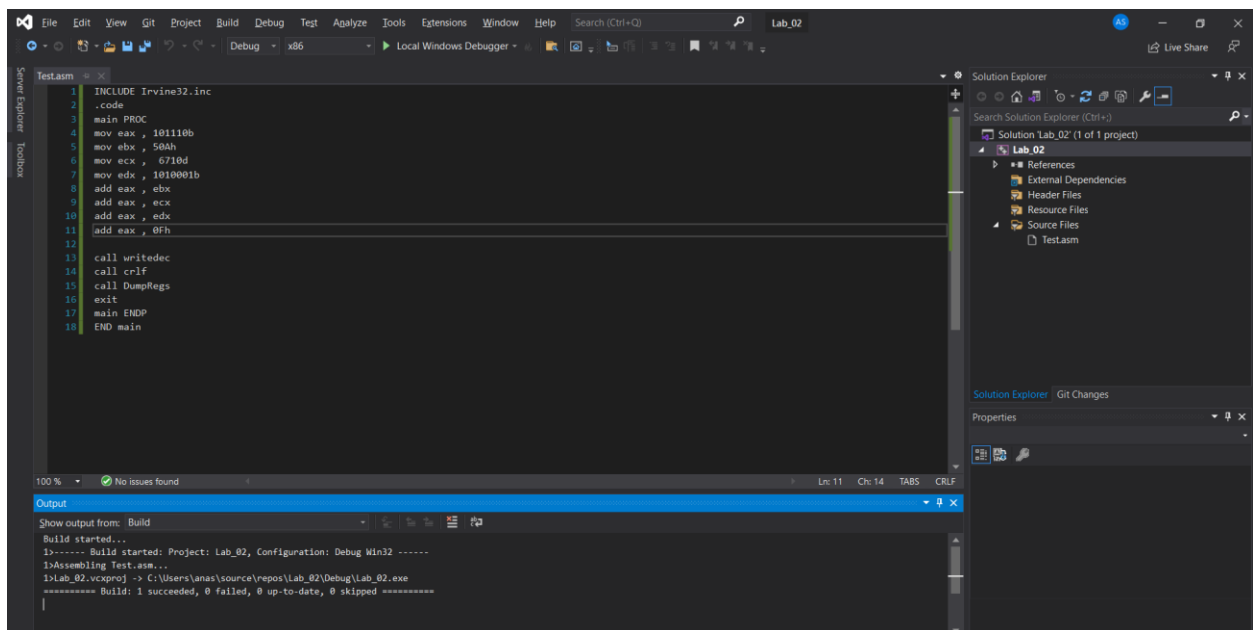 File Edit View Git Project Build Debug Test Analyze Tools Extensions Window Help Search (Ctrl+Q) Lab_02 AS
Debug x86 Local Windows Debugger Live Share
Server Explorer
Toolbox
Test.asm
1 INCLUDE Irvine32.inc
2 .code
3 main PROC
4 mov eax , 101110b
5 mov ebx , 50Ah
6 mov ecx , 6710d
7 mov edx , 1010001b
8 add eax , ebx
9 add eax , ecx
10 add eax , edx
11 add eax , 0Fh
12
13 call writedec
14 call crlf
15 call DumpRegs
16 exit
17 main ENDP
18 END main
100 % No issues found Ln: 11 Ch: 14 TABS CRLF
Output
Show output from: Build
Build started...
1>------ Build started: Project: Lab_02, Configuration: Debug Win32 ------
1>Assembling Test.asm...
1>Lab_02.vcxproj -> C:\Users\anas\source\repos\Lab_02\Debug\Lab_02.exe
========== Build: 1 succeeded, 0 failed, 0 up-to-date, 0 skipped ==========
Solution Explorer
Search Solution Explorer (Ctrl+;)
Solution 'Lab_02' (1 of 1 project)
Lab_02
References
External Dependencies
Header Files
Resource Files
Source Files
Test.asm
Solution Explorer Git Changes
Properties